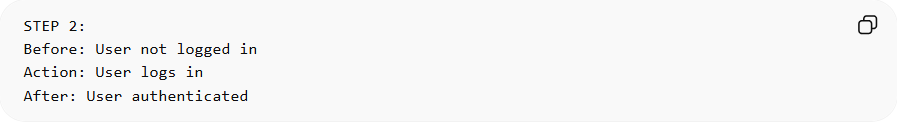 STEP 2:
Before: User not logged in
Action: User logs in
After: User authenticated